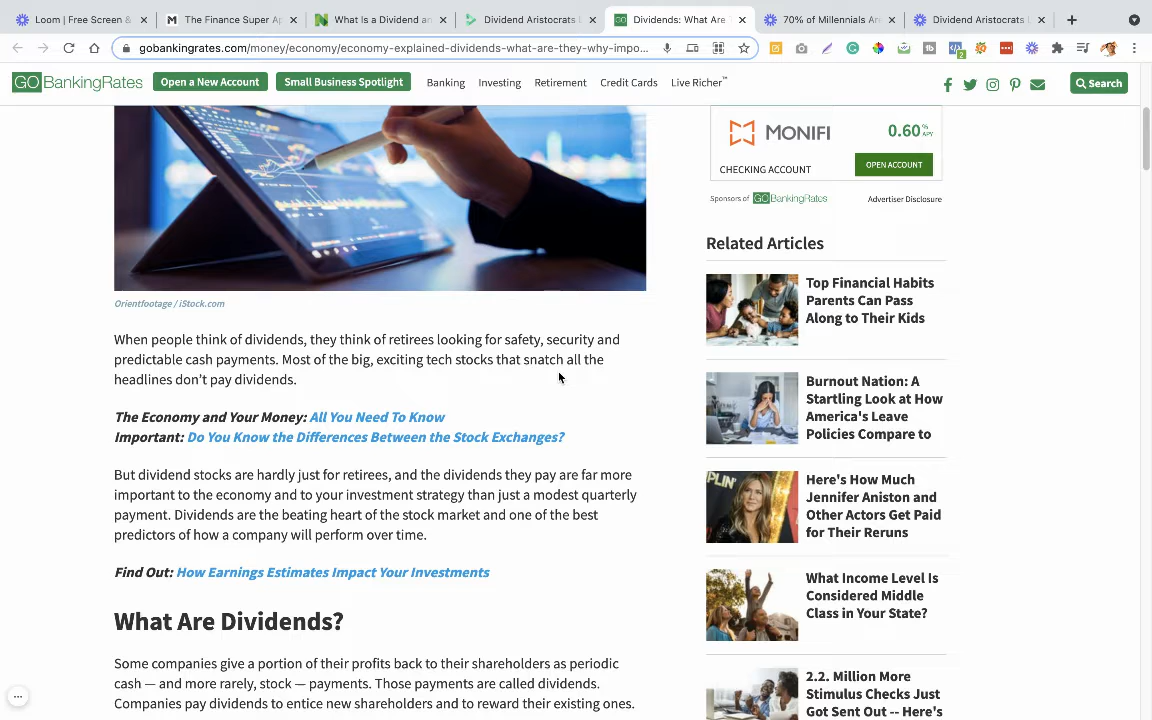 Loom | Free Screen &
The Finance Super Ap
What Is a Dividend an
Dividend Aristocrats
Dividends: What Are
70% of Millennials Are
Dividend Aristocrats
gobankingrates.com/money/economy/economy-explained-dividends-what-are-they-why-impo...
GOBankingRates
Open a New Account
Small Business Spotlight
Banking
Investing
Retirement
Credit Cards
Live Richer™
Search
MONIFI
0.60% APY
CHECKING ACCOUNT
OPEN ACCOUNT
Sponsors of GOBankingRates
Advertiser Disclosure
Orientfootage / iStock.com
When people think of dividends, they think of retirees looking for safety, security and
predictable cash payments. Most of the big, exciting tech stocks that snatch all the
headlines don't pay dividends.
The Economy and Your Money: All You Need To Know
Important: Do You Know the Differences Between the Stock Exchanges?
But dividend stocks are hardly just for retirees, and the dividends they pay are far more
important to the economy and to your investment strategy than just a modest quarterly
payment. Dividends are the beating heart of the stock market and one of the best
predictors of how a company will perform over time.
Find Out: How Earnings Estimates Impact Your Investments
What Are Dividends?
Some companies give a portion of their profits back to their shareholders as periodic
cash — and more rarely, stock — payments. Those payments are called dividends.
Companies pay dividends to entice new shareholders and to reward their existing ones.
Related Articles
Top Financial Habits
Parents Can Pass
Along to Their Kids
Burnout Nation: A
Startling Look at How
America's Leave
Policies Compare to
Here's How Much
Jennifer Aniston and
Other Actors Get Paid
for Their Reruns
What Income Level Is
Considered Middle
Class in Your State?
2.2. Million More
Stimulus Checks Just
Got Sent Out -- Here's